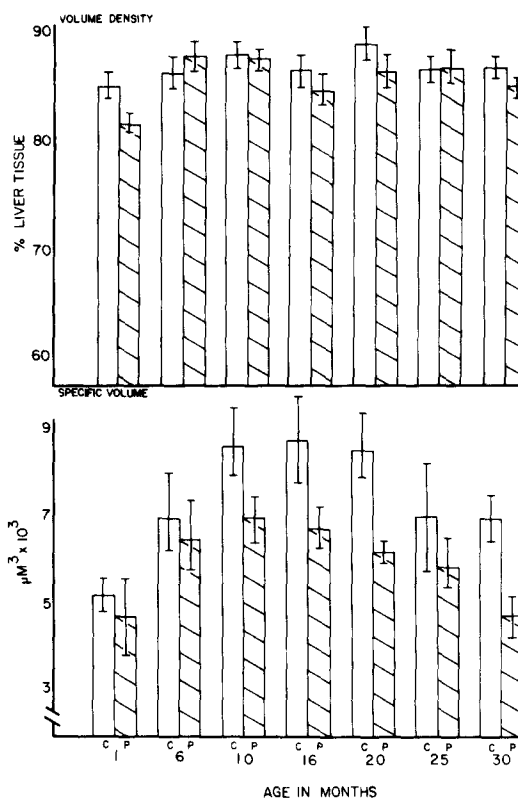 VOLUME DENSITY
90
80
70
60
% LIVER TISSUE
SPECIFIC VOLUME
9
7
5
3
μM³ x 10³
C P C P C P C P C P C P C P
1 6 10 16 20 25 30
AGE IN MONTHS